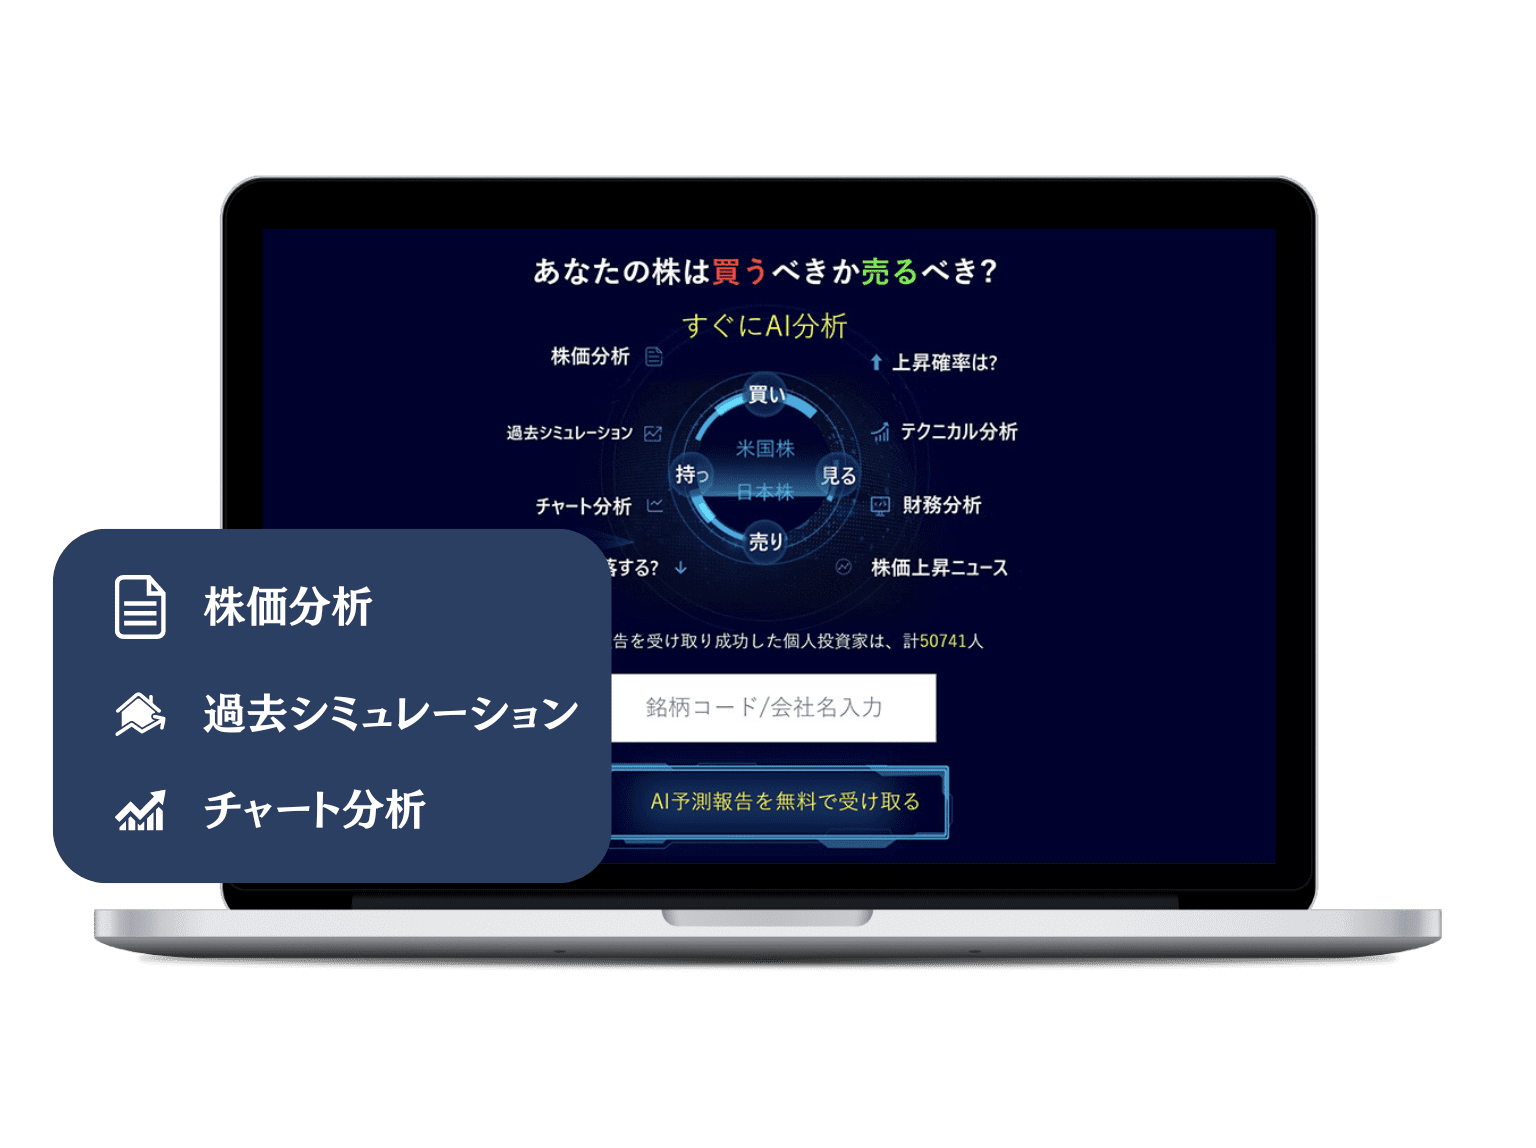 あなたの株は買うべきか売るべき?
すぐにAI分析
株価分析
上昇確率は?
買い
過去シミュレーション
テクニカル分析
米国株
持つ
見る
日本株
チャート分析
財務分析
売り
落する?
株価上昇ニュース
告を受け取り成功した個人投資家は、計50741人
銘柄コード/会社名入力
AI予測報告を無料で受け取る
株価分析
過去シミュレーション
チャート分析